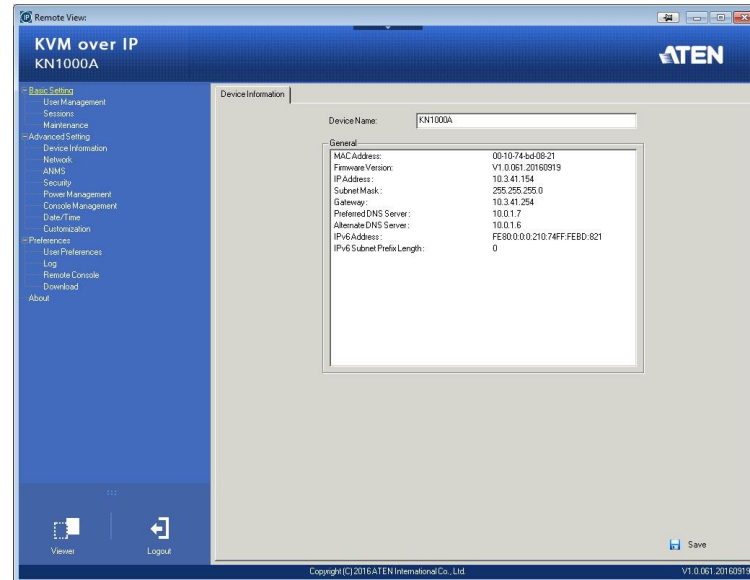 Remote View:
KVM over IP
KN1000A
ATEN
Basic Setting
User Management
Sessions
Maintenance
Advanced Setting
Device Information
Network
ANMS
Security
Power Management
Console Management
Date/Time
Customization
Preferences
User Preferences
Log
Remote Console
Download
About
Viewer
Logout
Device Information
Device Name: KN1000A
General
MAC Address: 00-10-74-bd-08-21
Firmware Version: V1.0.061.20160919
IP Address: 10.3.41.154
Subnet Mask: 255.255.255.0
Gateway: 10.3.41.254
Preferred DNS Server: 10.0.1.7
Alternate DNS Server: 10.0.1.6
IPv6 Address: FE80:0:0:0:210:74FF:FEBD:821
IPv6 Subnet Prefix Length: 0
Save
Copyright (C) 2016 ATEN International Co., Ltd.
V1.0.061.20160919